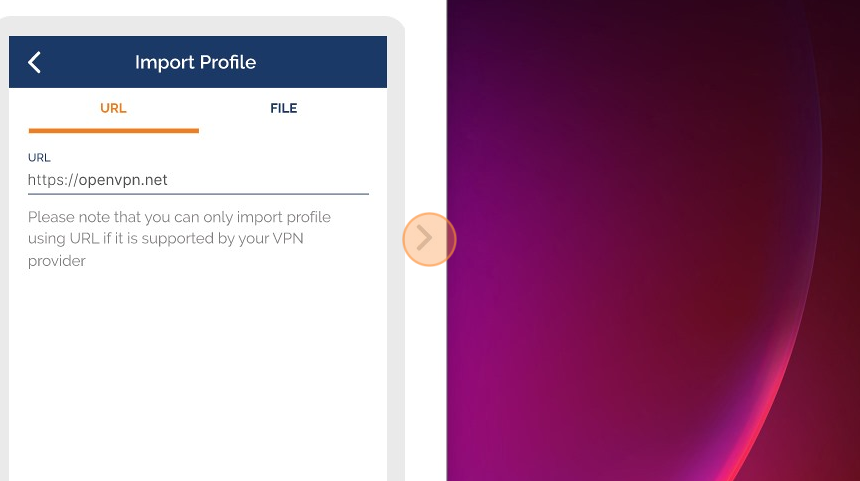 Import Profile
URL
FILE
URL
https://openvpn.net
Please note that you can only import profile
using URL if it is supported by your VPN
provider